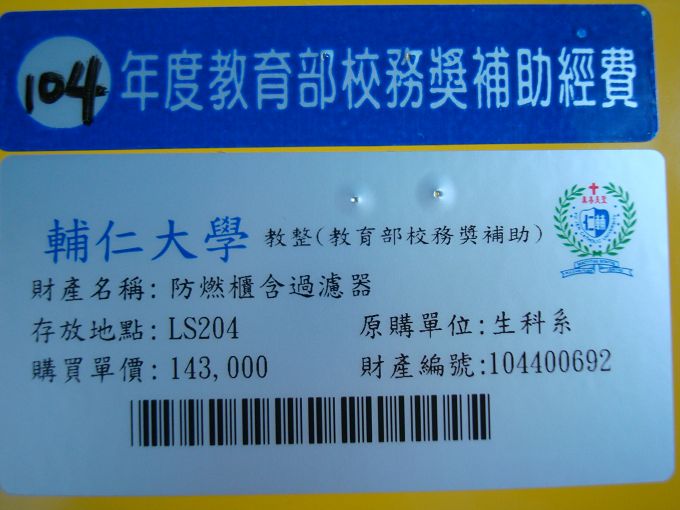 104 年度教育部校務獎補助經費
輔仁大學 教整(教育部校務獎補助)
財產名稱: 防燃櫃含過濾器
存放地點: LS204 原購單位: 生科系
購買單價: 143,000 財產編號:104400692